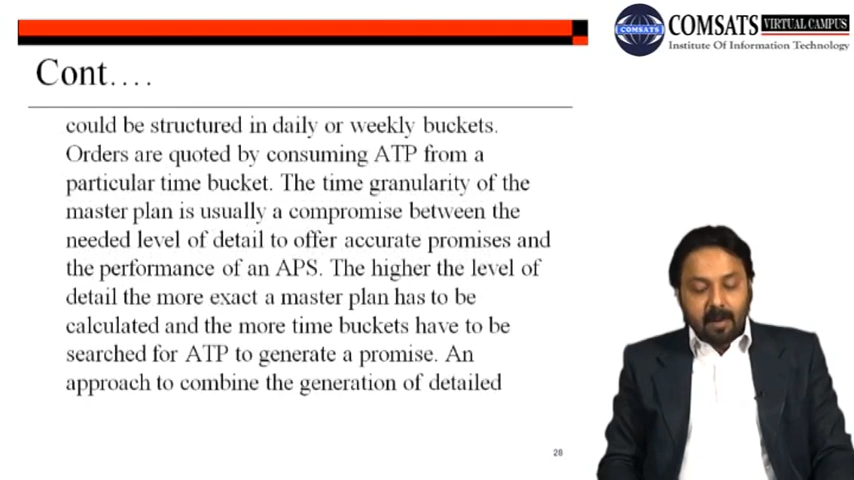 COMSATS VIRTUAL CAMPUS
COMSATS
Institute Of Information Technology
Cont....
could be structured in daily or weekly buckets.
Orders are quoted by consuming ATP from a
particular time bucket. The time granularity of the
master plan is usually a compromise between the
needed level of detail to offer accurate promises and
the performance of an APS. The higher the level of
detail the more exact a master plan has to be
calculated and the more time buckets have to be
searched for ATP to generate a promise. An
approach to combine the generation of detailed
28